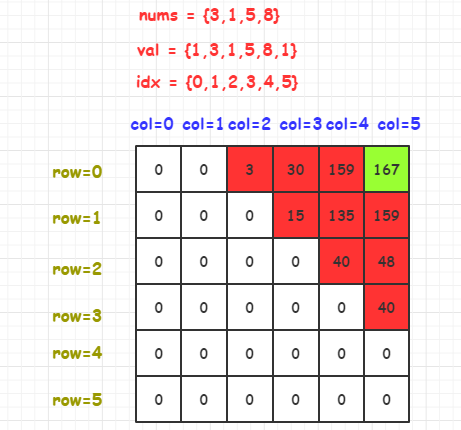 nums = {3,1,5,8}
val = {1,3,1,5,8,1}
idx = {0,1,2,3,4,5}
col=0 col=1 col=2 col=3 col=4 col=5
row=0 0 0 3 30 159 167
row=1 0 0 0 15 135 159
row=2 0 0 0 0 40 48
row=3 0 0 0 0 0 40
row=4 0 0 0 0 0 0
row=5 0 0 0 0 0 0